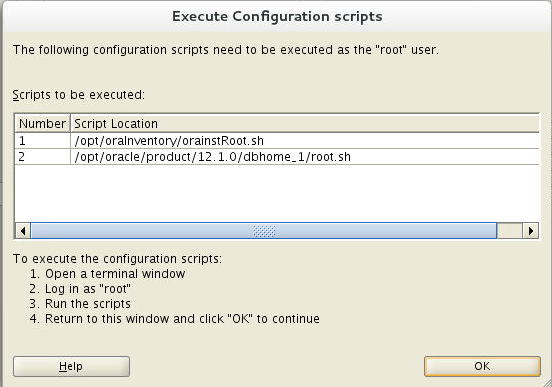 Execute Configuration scripts
The following configuration scripts need to be executed as the "root" user.
Scripts to be executed:
Number Script Location
1 /opt/oraInventory/orainstRoot.sh
2 /opt/oracle/product/12.1.0/dbhome_1/root.sh
To execute the configuration scripts:
1. Open a terminal window
2. Log in as "root"
3. Run the scripts
4. Return to this window and click "OK" to continue
Help OK